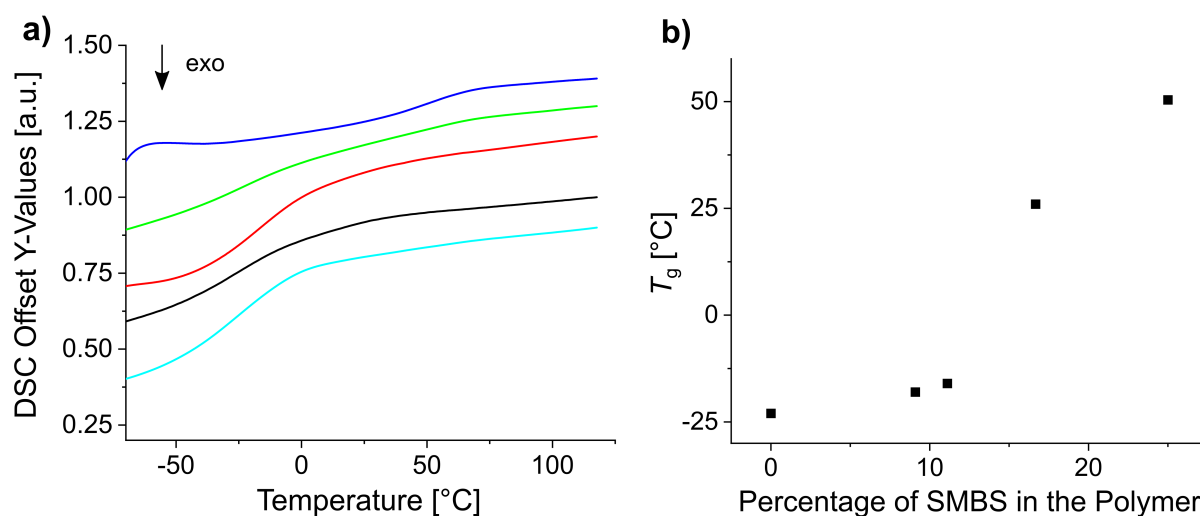 a)
exo
DSC Offset Y-Values [a.u.]
1.50
1.25
1.00
0.75
0.50
0.25
-50
0
50
100
Temperature [°C]
b)
Tg [°C]
50
25
0
-25
0
10
20
Percentage of SMBS in the Polymer